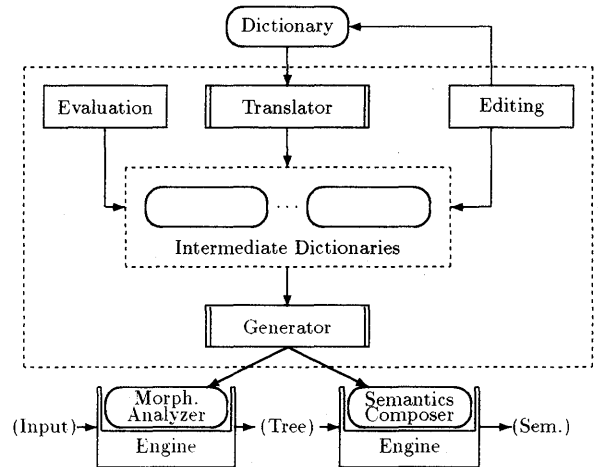 Dictionary
Evaluation
Translator
Editing
...
Intermediate Dictionaries
Generator
Morph.
Analyzer
Semantics
Composer
(Input)
(Tree)
(Sem.)
Engine
Engine